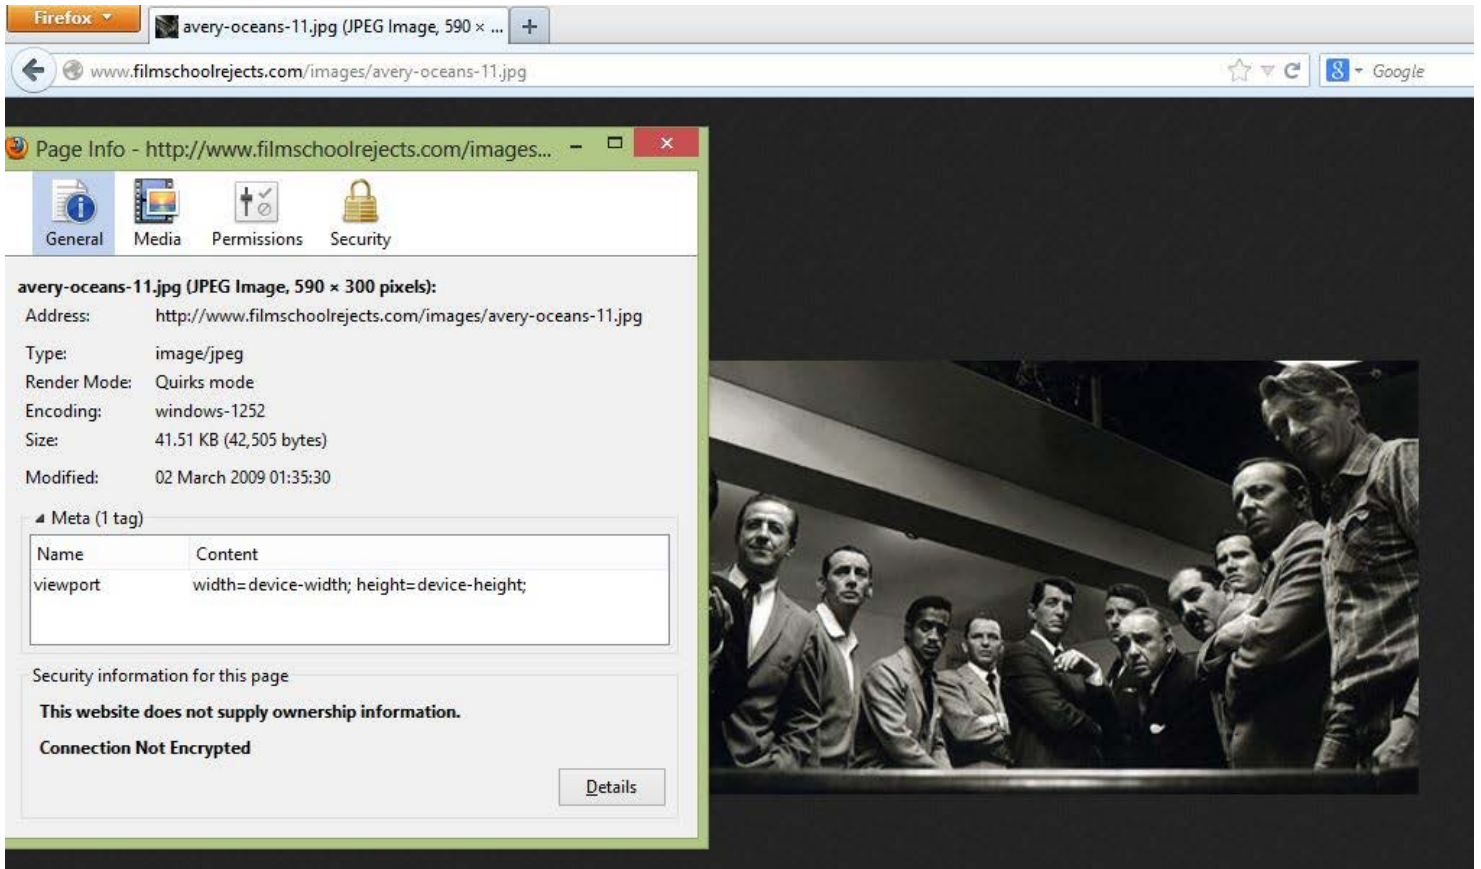 Firefox
avery-oceans-11.jpg (JPEG Image, 590 × ...
www.filmschoolrejects.com/images/avery-oceans-11.jpg
8
Google
Page Info - http://www.filmschoolrejects.com/images...
General Media Permissions Security
avery-oceans-11.jpg (JPEG Image, 590 × 300 pixels):
Address: http://www.filmschoolrejects.com/images/avery-oceans-11.jpg
Type: image/jpeg
Render Mode: Quirks mode
Encoding: windows-1252
Size: 41.51 KB (42,505 bytes)
Modified: 02 March 2009 01:35:30
Meta (1 tag)
Name Content
viewport width=device-width; height=device-height;
Security information for this page
This website does not supply ownership information.
Connection Not Encrypted
Details